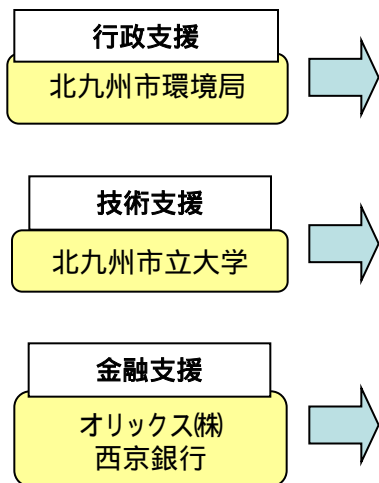 行政支援
北九州市環境局
技術支援
北九州市立大学
金融支援
オリックス㈱
西京銀行